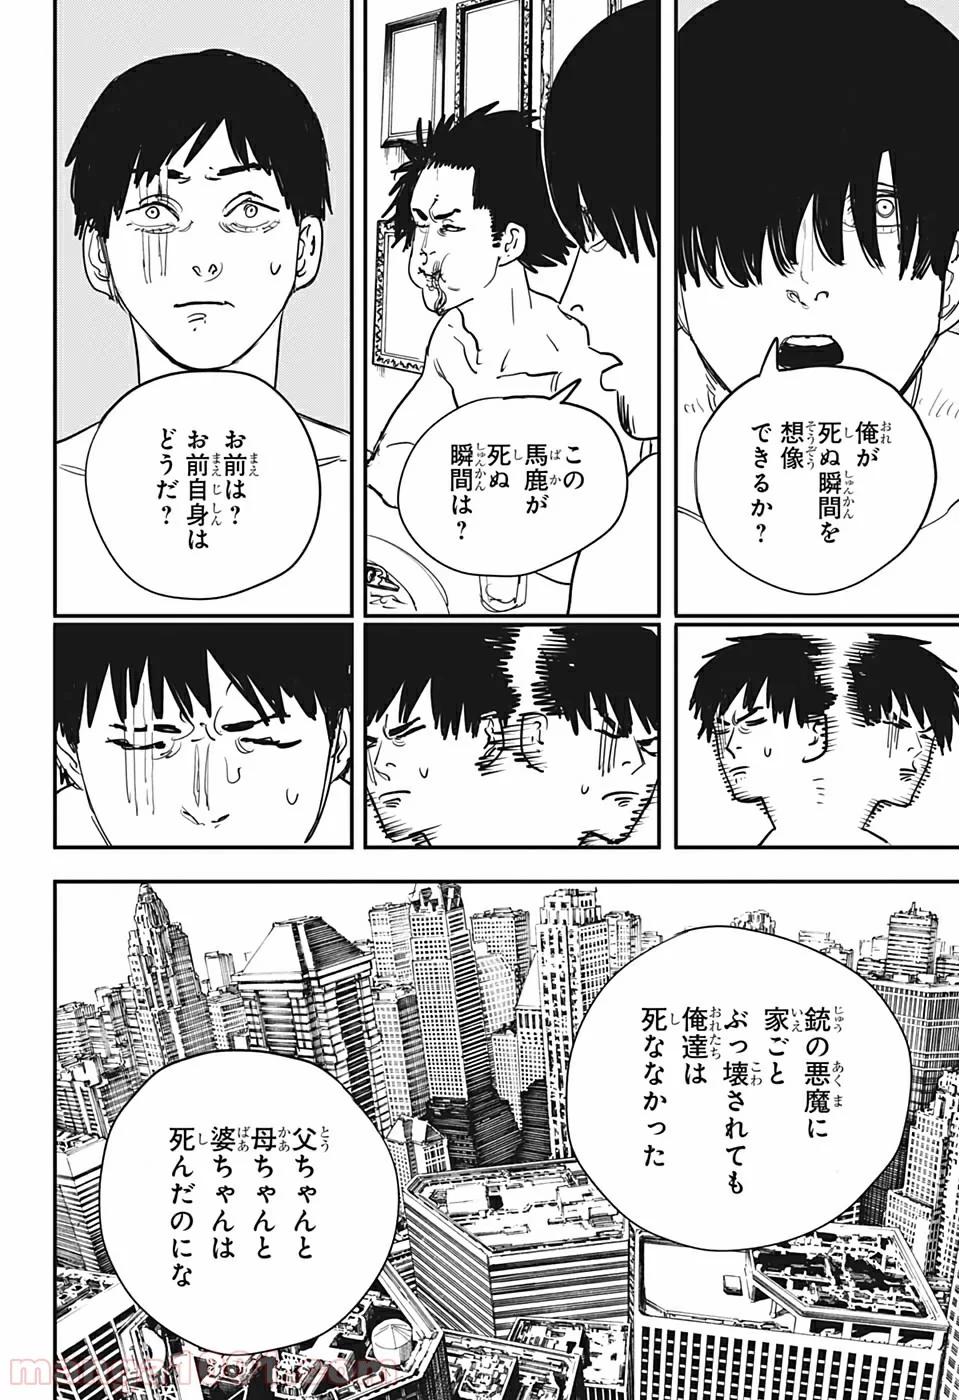 俺が
死ぬ瞬間を
想像
できるか？
この
馬鹿が
死ぬ
瞬間は？
お前は？
お前自身は
どうだ？
銃の悪魔に
家ごと
ぶっ壊されても
俺達は
死ななかった
父ちゃんと
母ちゃんと
婆ちゃんは
死んだのにな